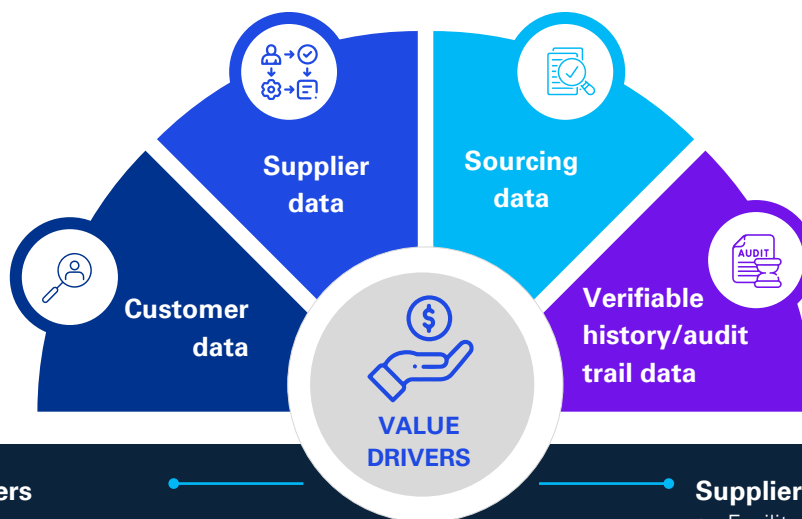 Supplier
data
Sourcing
data
Customer
data
AUDIT
Verifiable
history/audit
trail data
$
VALUE
DRIVERS
ers
Supplier